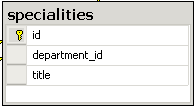 specialities
id
department_id
title